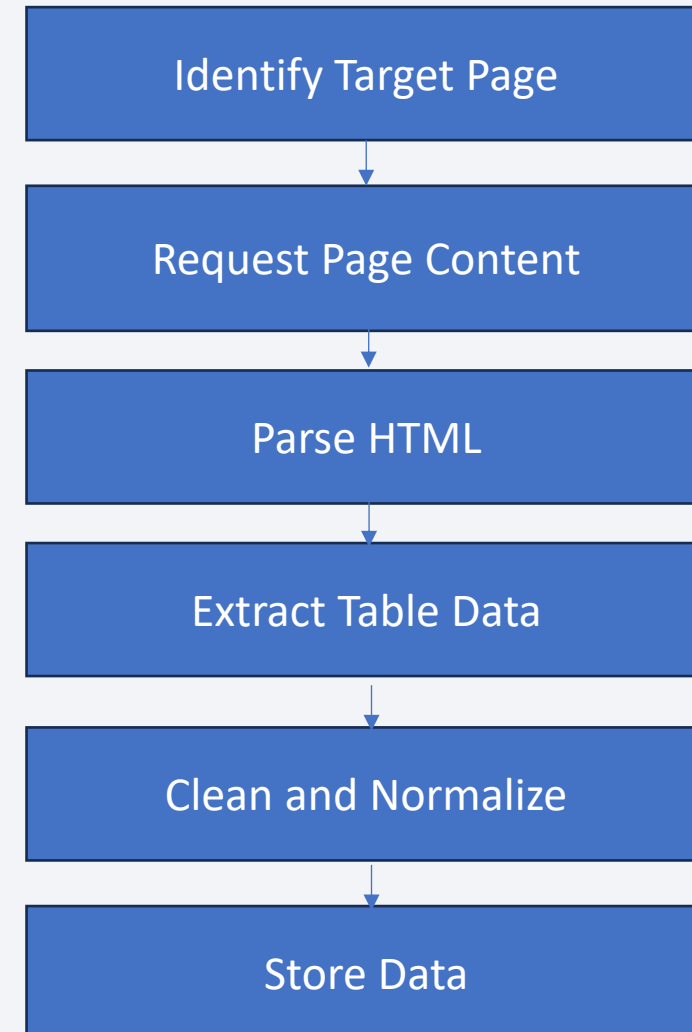 Identify Target Page
Request Page Content
Parse HTML
Extract Table Data
Clean and Normalize
Store Data